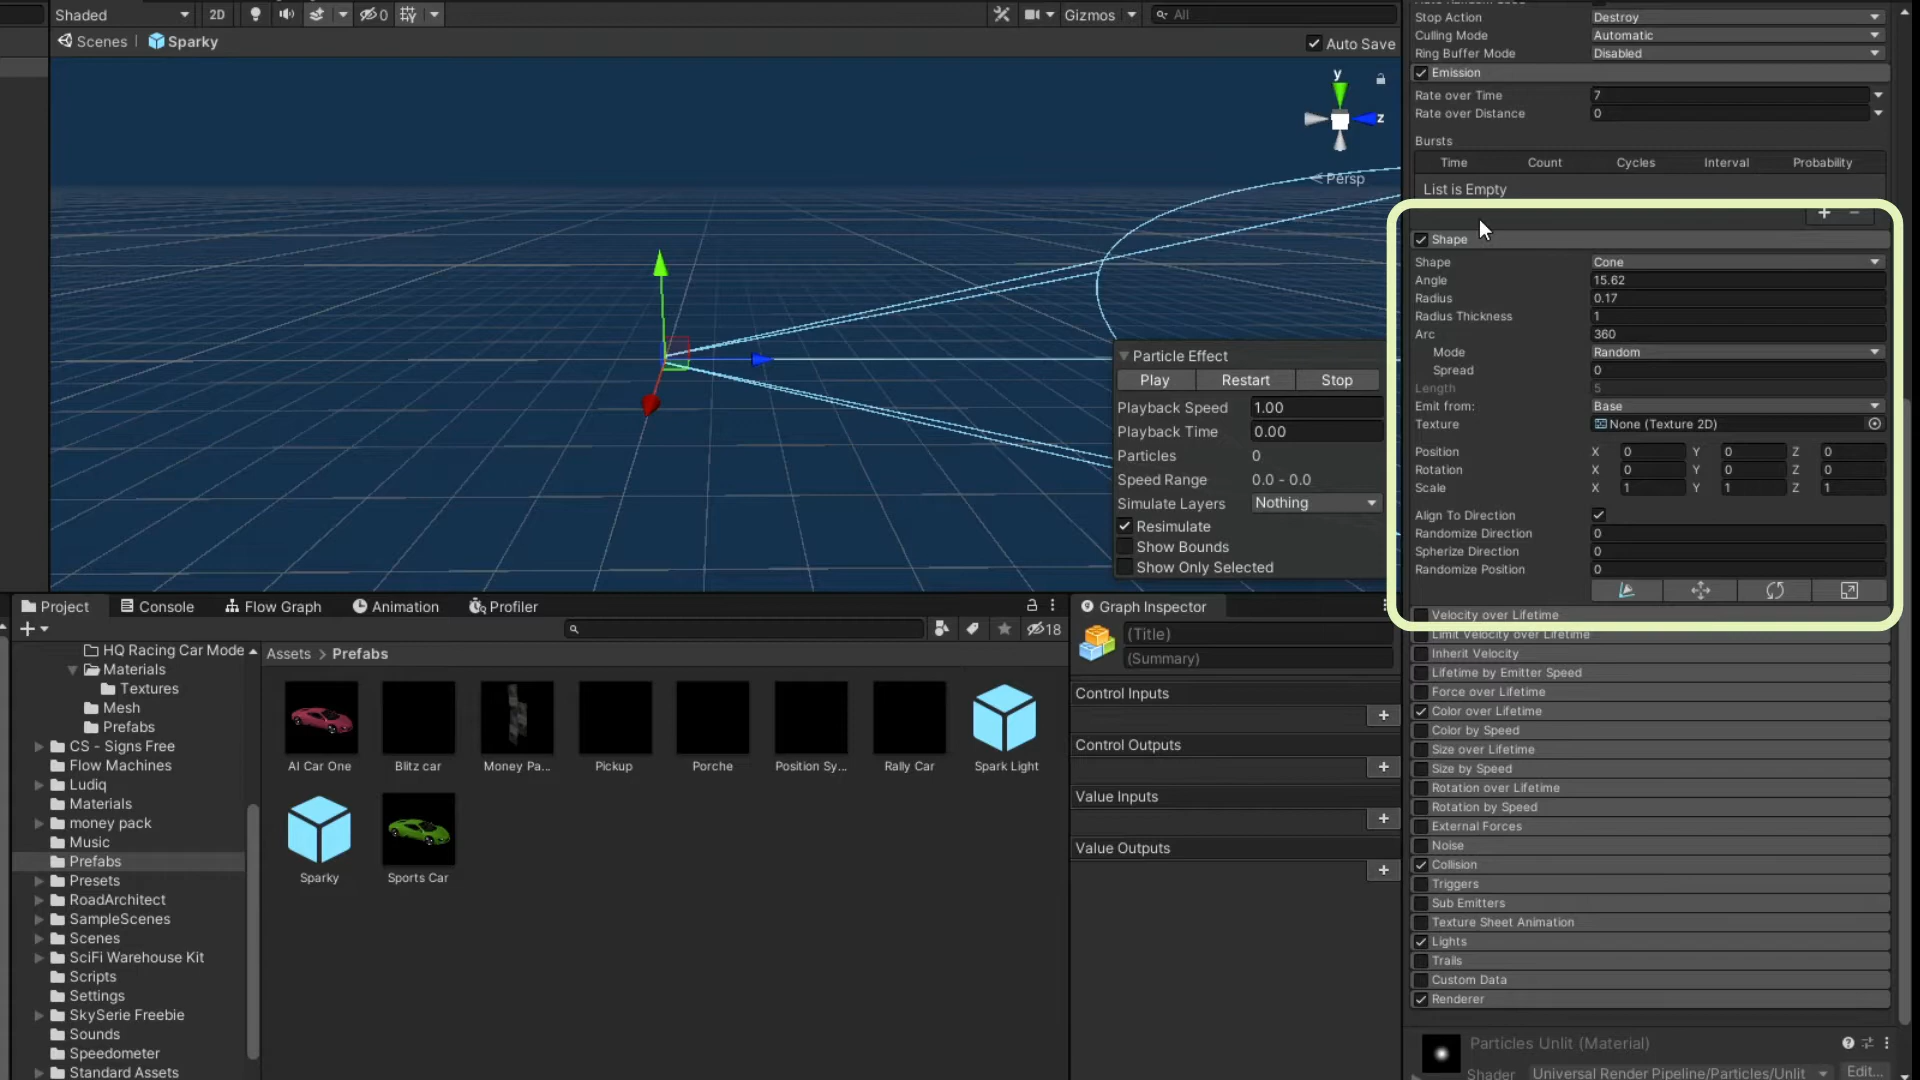 Shaded
2D
0
Gizmos
All
Scenes
Sparky
Auto Save
y
z
Persp
Particle Effect
Play
Restart
Stop
Playback Speed
1.00
Playback Time
0.00
Particles
0
Speed Range
0.0 - 0.0
Simulate Layers
Nothing
Resimulate
Show Bounds
Show Only Selected
Stop Action
Destroy
Culling Mode
Automatic
Ring Buffer Mode
Disabled
Emission
Rate over Time
7
Rate over Distance
0
Bursts
Time
Count
Cycles
Interval
Probability
List is Empty
Shape
Shape
Cone
Angle
15.62
Radius
0.17
Radius Thickness
1
Arc
360
Mode
Random
Spread
0
Length
5
Emit from:
Base
Texture
None (Texture 2D)
Position
X 0 Y 0 Z 0
Rotation
X 0 Y 0 Z 0
Scale
X 1 Y 1 Z 1
Align To Direction
Randomize Direction
0
Spherize Direction
0
Randomize Position
0
Velocity over Lifetime
Limit Velocity over Lifetime
Inherit Velocity
Lifetime by Emitter Speed
Force over Lifetime
Color over Lifetime
Color by Speed
Size over Lifetime
Size by Speed
Rotation over Lifetime
Rotation by Speed
External Forces
Noise
Collision
Triggers
Sub Emitters
Texture Sheet Animation
Lights
Trails
Custom Data
Renderer
Particles Unlit (Material)
Shader
Universal Render Pipeline/Particles/Unlit
Edit...
Project
Console
Flow Graph
Animation
Profiler
18
HQ Racing Car Mode
Materials
Textures
Mesh
Prefabs
CS - Signs Free
Flow Machines
Ludiq
Materials
money pack
Music
Prefabs
Presets
RoadArchitect
SampleScenes
Scenes
SciFi Warehouse Kit
Scripts
Settings
SkySerie Freebie
Sounds
Speedometer
Standard Assets
Assets > Prefabs
AI Car One
Blitz car
Money Pa...
Pickup
Porche
Position Sy...
Rally Car
Spark Light
Sparky
Sports Car
Graph Inspector
(Title)
(Summary)
Control Inputs
Control Outputs
Value Inputs
Value Outputs